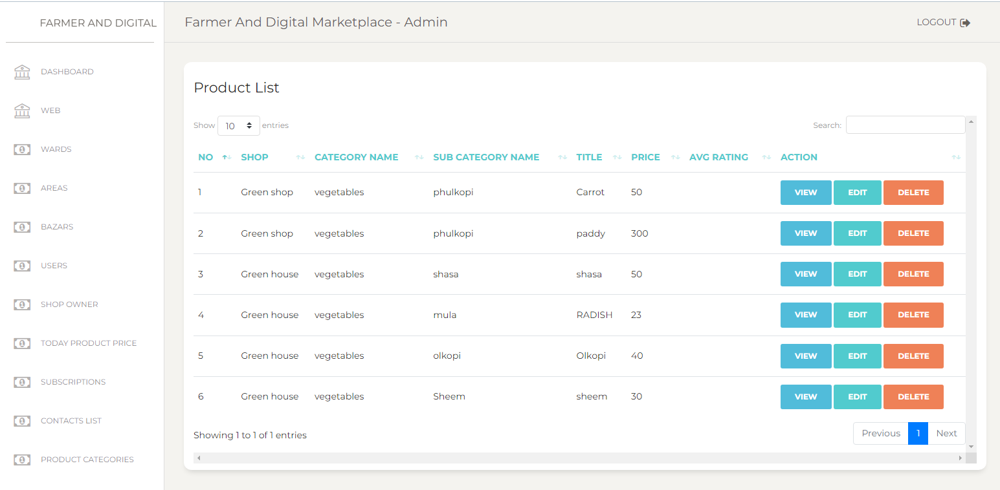 FARMER AND DIGITAL
Farmer And Digital Marketplace - Admin
LOGOUT
DASHBOARD
WEB
WARDS
AREAS
BAZARS
USERS
SHOP OWNER
TODAY PRODUCT PRICE
SUBSCRIPTIONS
CONTACTS LIST
PRODUCT CATEGORIES
Product List
Show 10 entries
Search:
NO SHOP CATEGORY NAME SUB CATEGORY NAME TITLE PRICE AVG RATING ACTION
1 Green shop vegetables phulkopi Carrot 50 VIEW EDIT DELETE
2 Green shop vegetables phulkopi paddy 300 VIEW EDIT DELETE
3 Green house vegetables shasa shasa 50 VIEW EDIT DELETE
4 Green house vegetables mula RADISH 23 VIEW EDIT DELETE
5 Green house vegetables olkopi Olkopi 40 VIEW EDIT DELETE
6 Green house vegetables Sheem sheem 30 VIEW EDIT DELETE
Showing 1 to 1 of 1 entries
Previous 1 Next